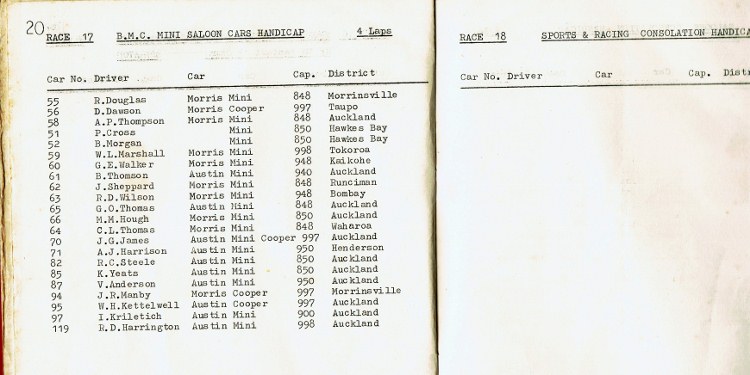 20
RACE 17 B.M.C. MINI SALOON CARS HANDICAP 4 Laps
Car No. Driver Car Cap. District
55 R.Douglas Morris Mini 848 Morrinsville
56 D.Dawson Morris Cooper 997 Taupo
58 A.P.Thompson Morris Mini 848 Auckland
51 P.Cross Mini 850 Hawkes Bay
52 B.Morgan Mini 850 Hawkes Bay
59 W.L.Marshall Morris Mini 998 Tokoroa
60 G.E.Walker Morris Mini 948 Kaikohe
61 B.Thomson Austin Mini 940 Auckland
62 J.Sheppard Morris Mini 848 Runciman
63 R.D.Wilson Morris Mini 948 Bombay
65 G.O.Thomas Austin Mini 848 Auckland
66 M.M.Hough Morris Mini 850 Auckland
64 C.L.Thomas Morris Mini 848 Waharoa
70 J.G.James Austin Mini Cooper 997 Auckland
71 A.J.Harrison Austin Mini 950 Henderson
82 R.C.Steele Austin Mini 850 Auckland
85 K.Yeats Austin Mini 850 Auckland
87 V.Anderson Austin Mini 950 Auckland
94 J.R.Manby Morris Cooper 997 Morrinsville
95 W.H.Kettelwell Austin Cooper 997 Auckland
97 I.Kriletich Austin Mini 900 Auckland
119 R.D.Harrington Austin Mini 998 Auckland
RACE 18 SPORTS & RACING CONSOLATION HANDICA
Car No. Driver Car Cap. Distr